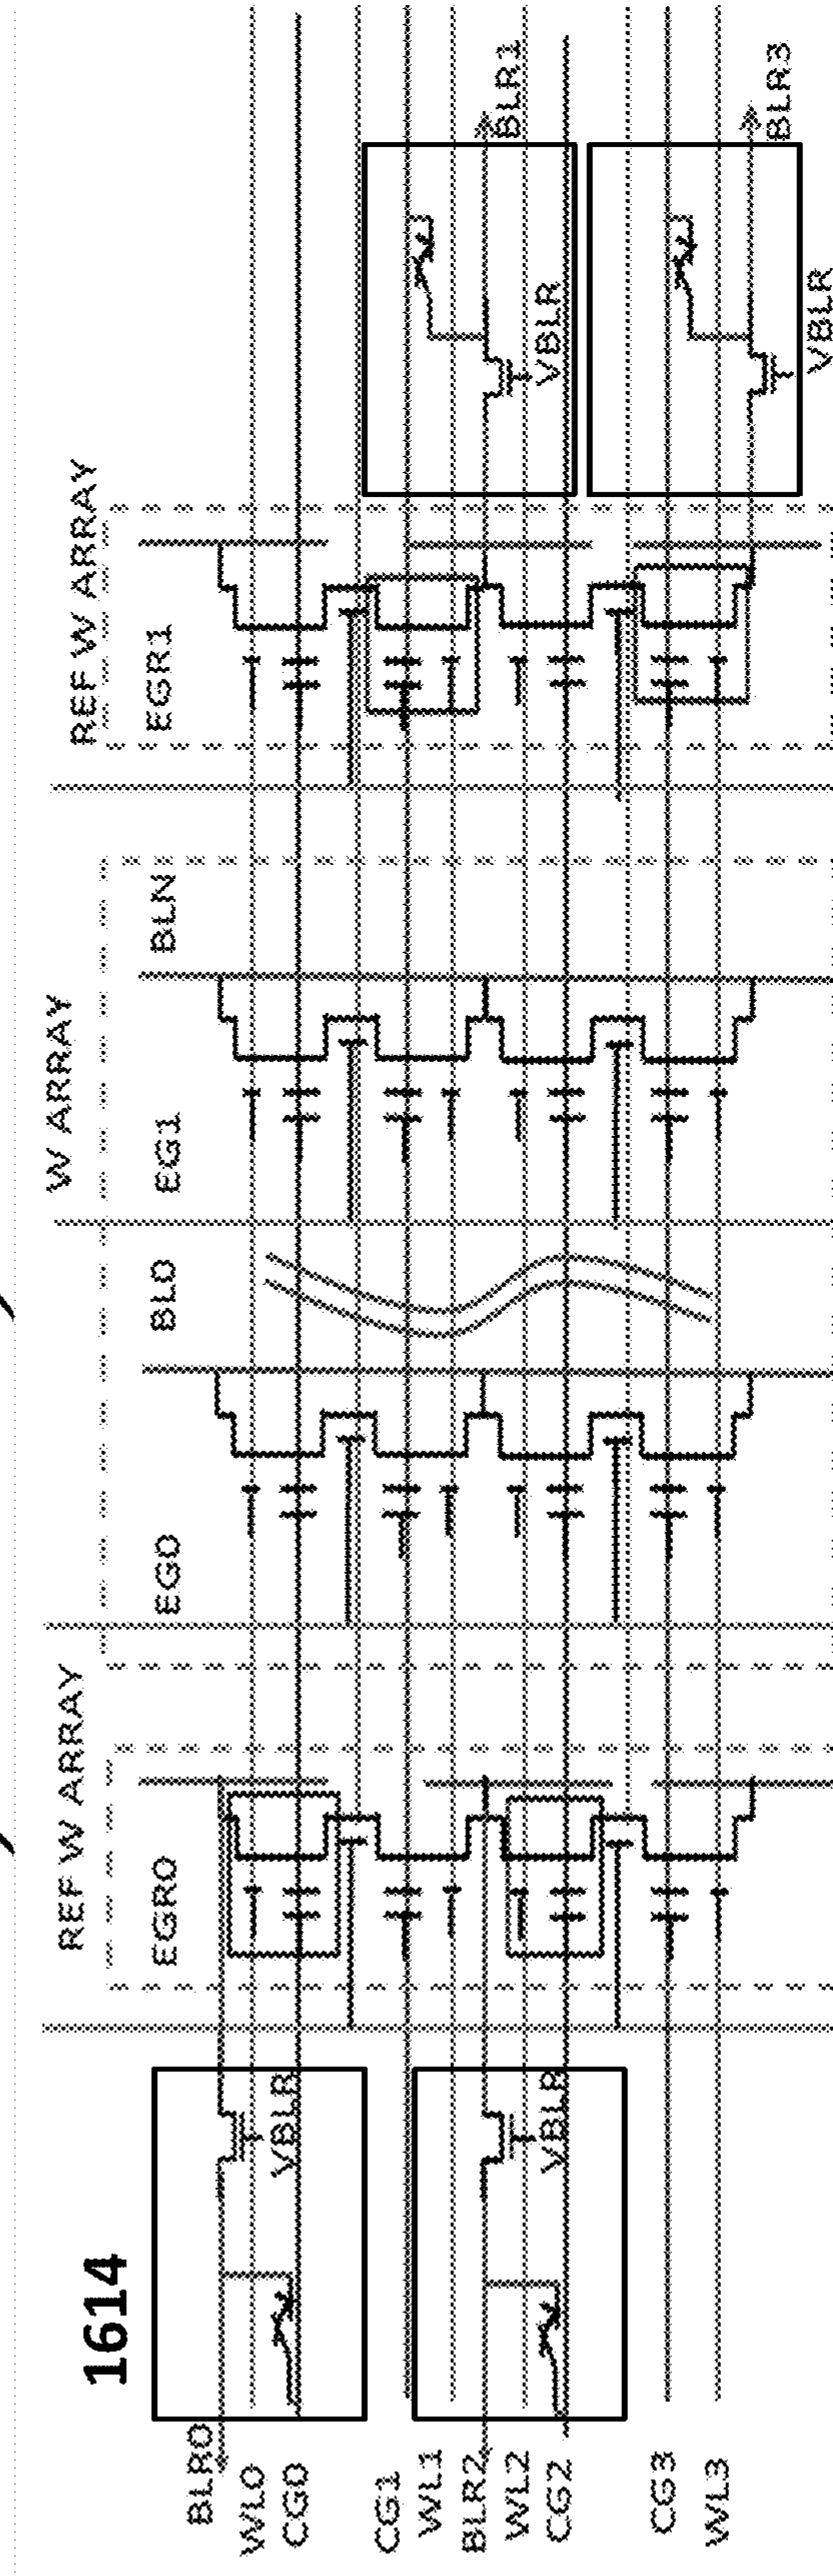 1614
BLR0
WL0
CG0
CG1
WL1
BLR2
WL2
CG2
CG3
WL3
VBLR
VBLR
REF W ARRAY
EGR0
W ARRAY
EG0
BL0
EG1
BLN
REF W ARRAY
EGR1
VBLR
BLR1
VBLR
BLR3